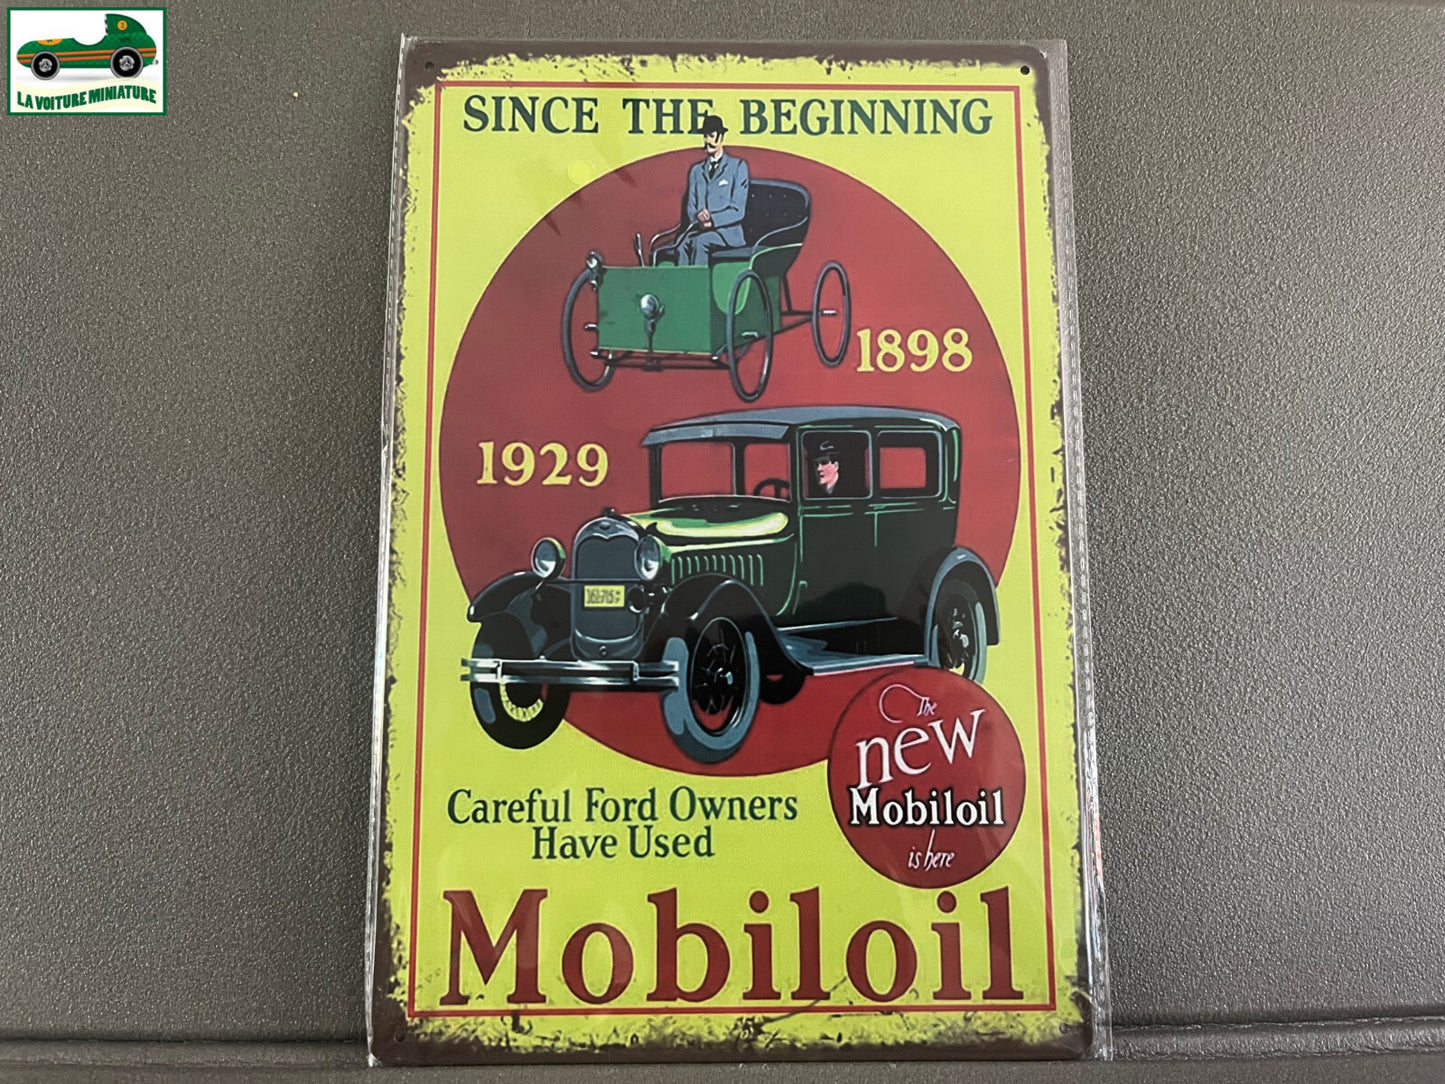 LA VOITURE MINIATURE
SINCE THE BEGINNING
1898
1929
The
new
Mobiloil
is here
Careful Ford Owners
Have Used
Mobiloil